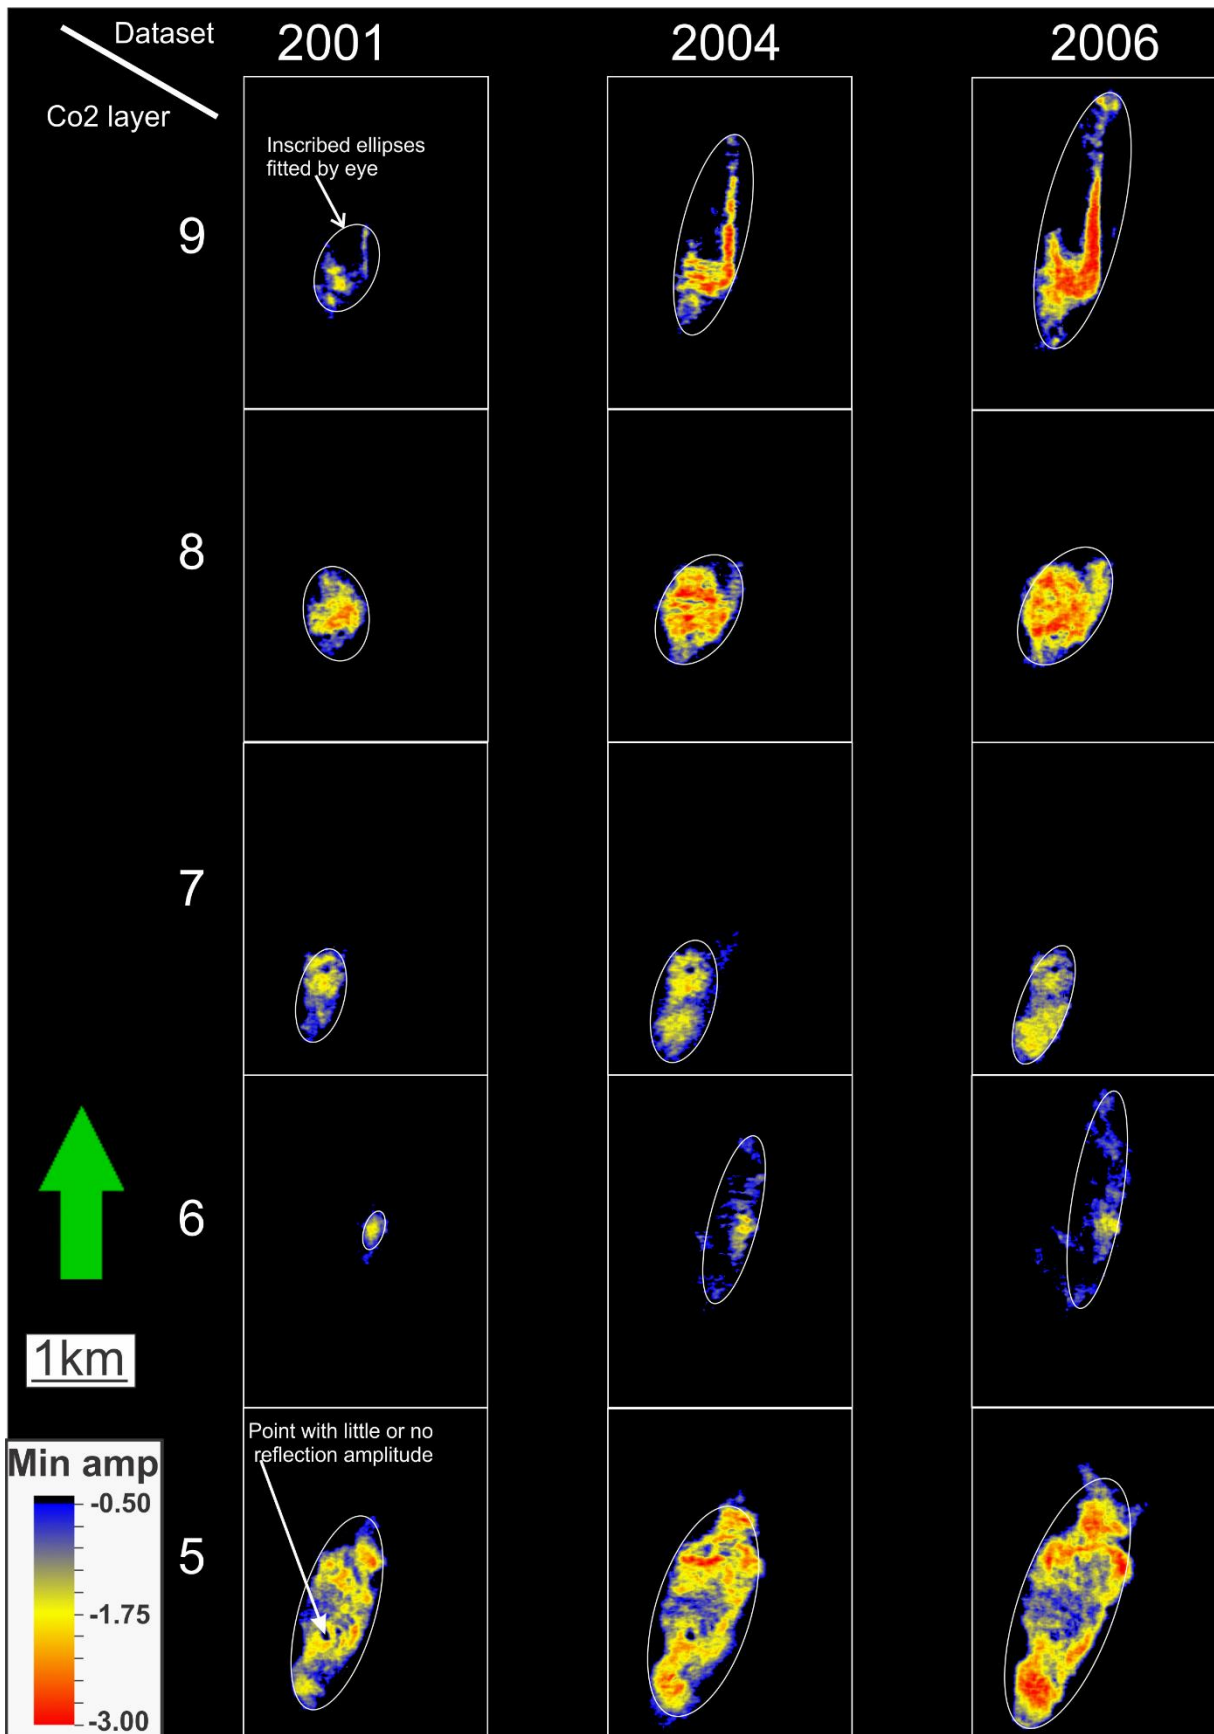 Dataset
2001
2004
2006
Co2 layer
Inscribed ellipses
fitted by eye
9
8
7
6
1km
Point with little or no
reflection amplitude
Min amp
-0.50
-1.75
-3.00
5